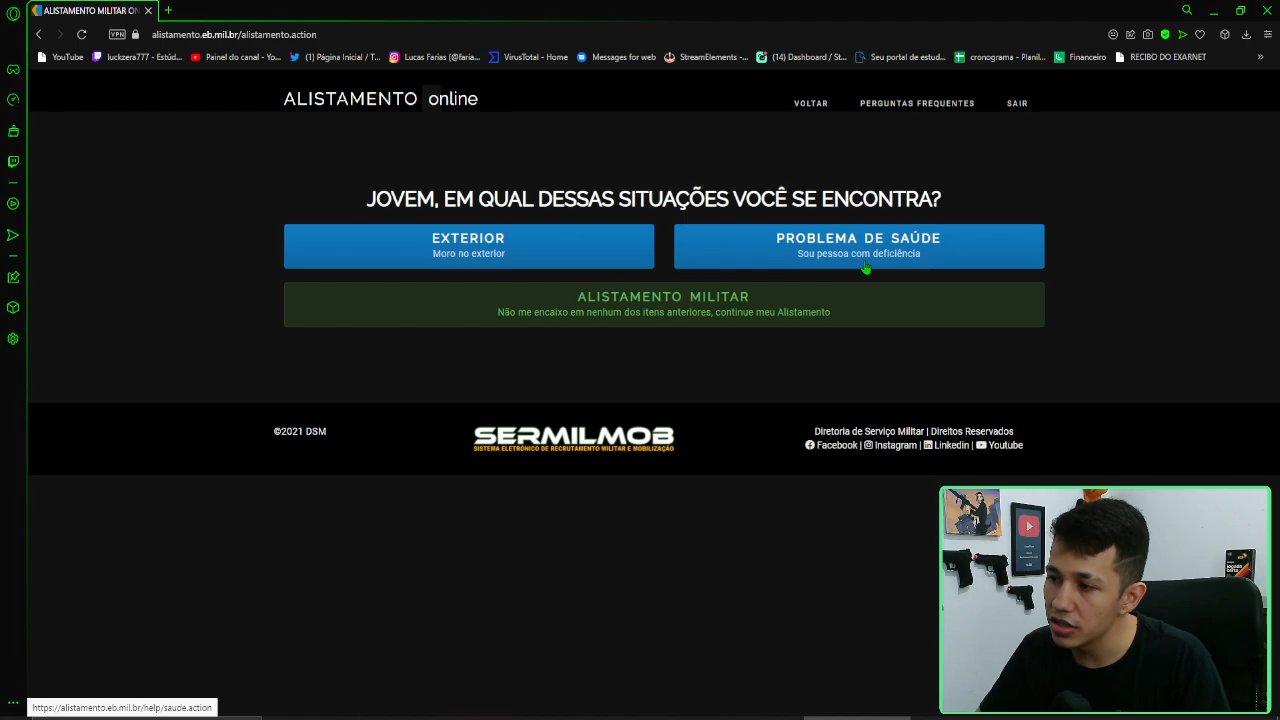 ALISTAMENTO MILITAR ON
VPN
alistamento.eb.mil.br/alistamento.action
YouTube
luckzera777 - Estúd...
Painel do canal - Yo...
(1) Página Inicial / T...
Lucas Farias (@faria...
VirusTotal - Home
Messages for web
StreamElements -...
(14) Dashboard / St...
Seu portal de estud...
cronograma - Planil...
Financeiro
RECIBO DO EXARNET
ALISTAMENTO online
VOLTAR
PERGUNTAS FREQUENTES
SAIR
JOVEM, EM QUAL DESSAS SITUAÇÕES VOCÊ SE ENCONTRA?
EXTERIOR
Moro no exterior
PROBLEMA DE SAÚDE
Sou pessoa com deficiência
ALISTAMENTO MILITAR
Não me encaixo em nenhum dos itens anteriores, continue meu Alistamento
©2021 DSM
SERMILMOB
SISTEMA ELETRÔNICO DE RECRUTAMENTO MILITAR E MOBILIZAÇÃO
Diretoria de Serviço Militar | Direitos Reservados
Facebook | Instagram | Linkedin | Youtube
https://alistamento.eb.mil.br/help/saude.action